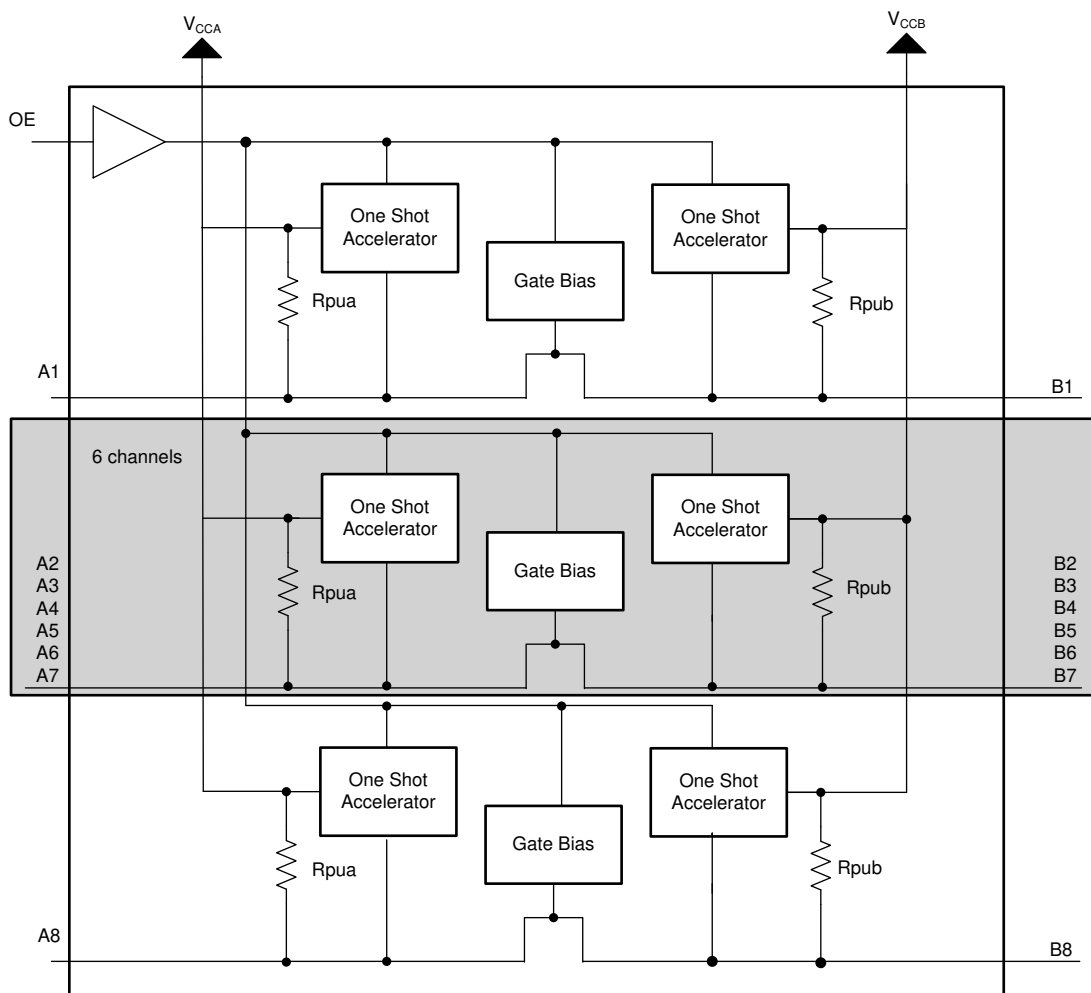 VCCA
VCCB
OE
One Shot
Accelerator
One Shot
Accelerator
Gate Bias
Rpua
Rpub
A1
B1
6 channels
One Shot
Accelerator
One Shot
Accelerator
Gate Bias
Rpua
Rpub
A2
A3
A4
A5
A6
A7
B2
B3
B4
B5
B6
B7
One Shot
Accelerator
One Shot
Accelerator
Gate Bias
Rpua
Rpub
A8
B8